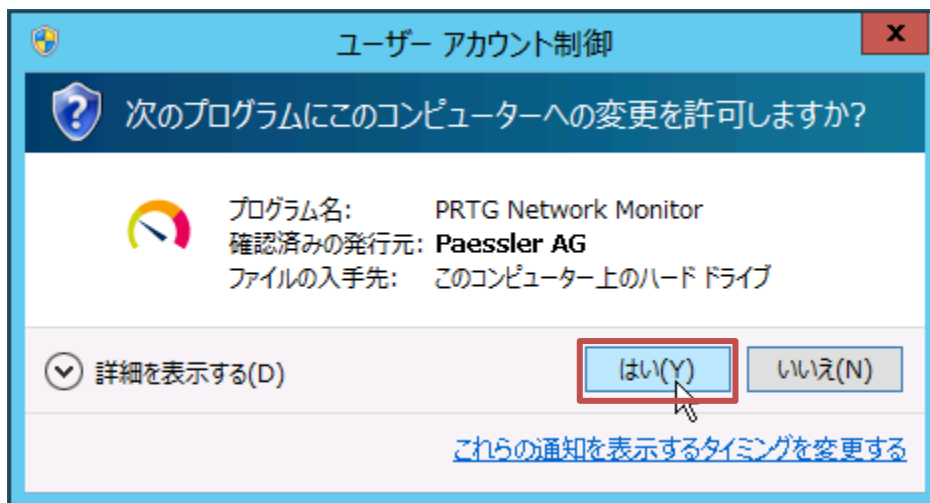 ユーザー アカウント制御
x
次のプログラムにこのコンピューターへの変更を許可しますか?
プログラム名: PRTG Network Monitor
確認済みの発行元: Paessler AG
ファイルの入手先: このコンピューター上のハード ドライブ
詳細を表示する(D) はい(Y) いいえ(N)
これらの通知を表示するタイミングを変更する